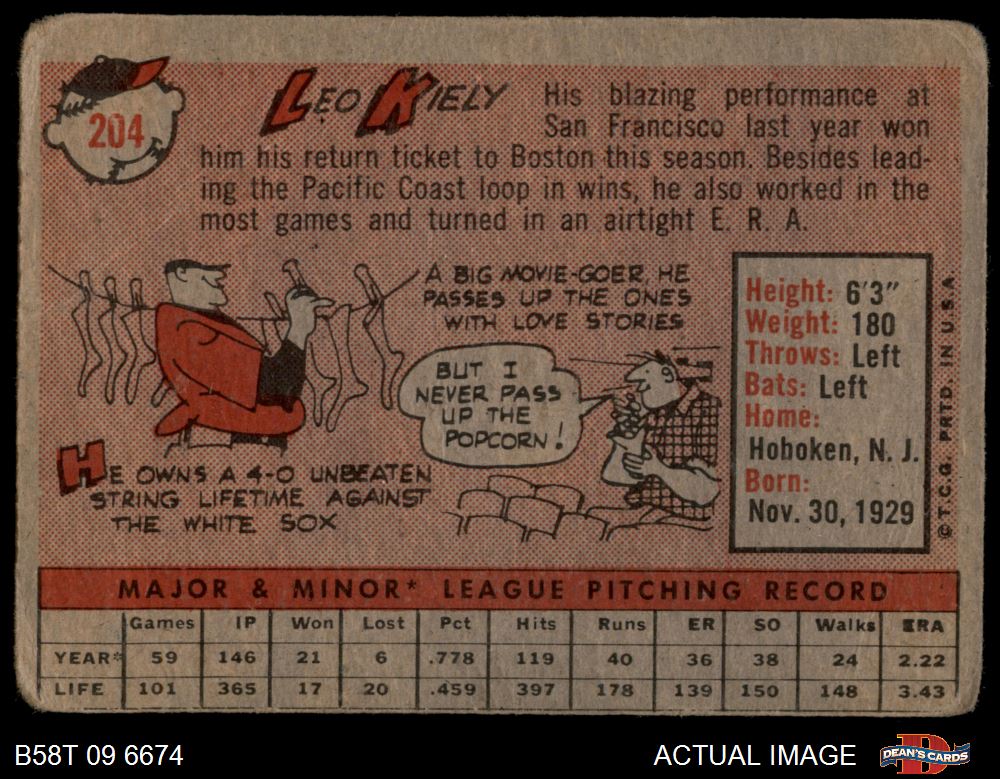 204
LEO KIELY
His blazing performance at
San Francisco last year won
him his return ticket to Boston this season. Besides lead-
ing the Pacific Coast loop in wins, he also worked in the
most games and turned in an airtight E. R. A.
A BIG MOVIE-GOER, HE
PASSES UP THE ONES
WITH LOVE STORIES
BUT I
NEVER PASS
UP THE
POPCORN!
HE OWNS A 4-0 UNBEATEN
STRING LIFETIME AGAINST
THE WHITE SOX
Height: 6'3"
Weight: 180
Throws: Left
Bats: Left
Home:
Hoboken, N. J.
Born:
Nov. 30, 1929
© T.C.G. PRTD. IN U.S.A.
MAJOR & MINOR* LEAGUE PITCHING RECORD
Games IP Won Lost Pct Hits Runs ER SO Walks ERA
YEAR* 59 146 21 6 .778 119 40 36 38 24 2.22
LIFE 101 365 17 20 .459 397 178 139 150 148 3.43
B58T 09 6674
ACTUAL IMAGE
DEAN'S CARDS